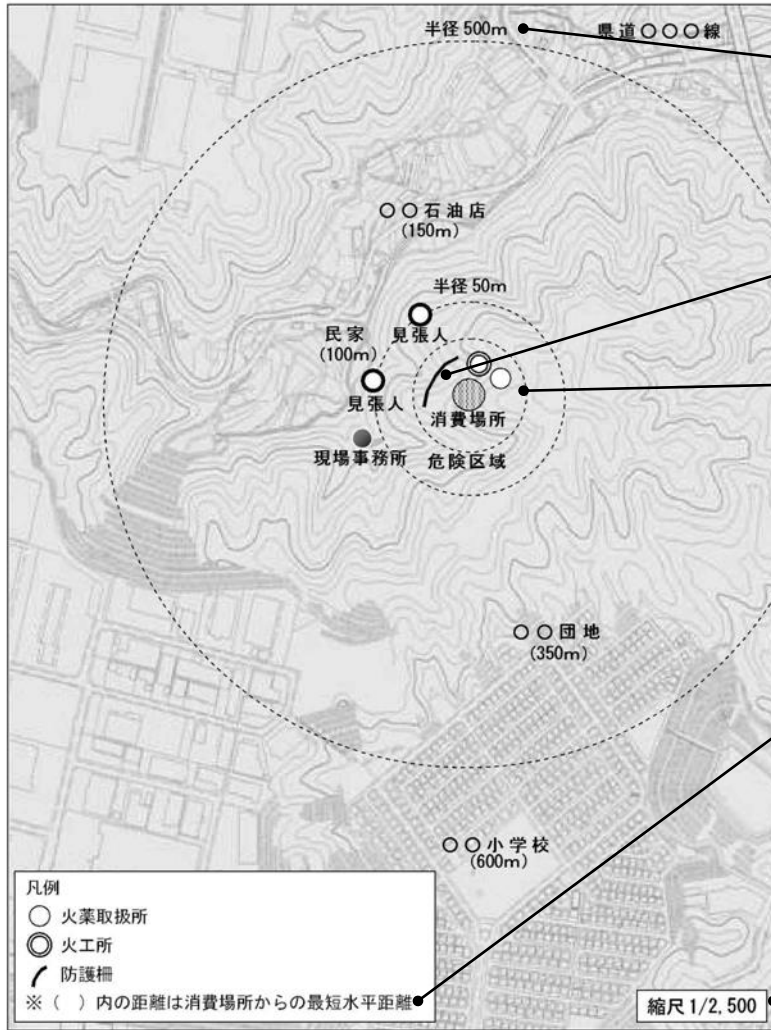 半径500m
県道○○○線
○○石油店
(150m)
半径50m
民家
(100m)
見張人
見張人
消費場所
現場事務所
危険区域
○○団地
(350m)
○○小学校
(600m)
凡例
火薬取扱所
火工所
防護柵
※（　）内の距離は消費場所からの最短水平距離
縮尺1/2,500